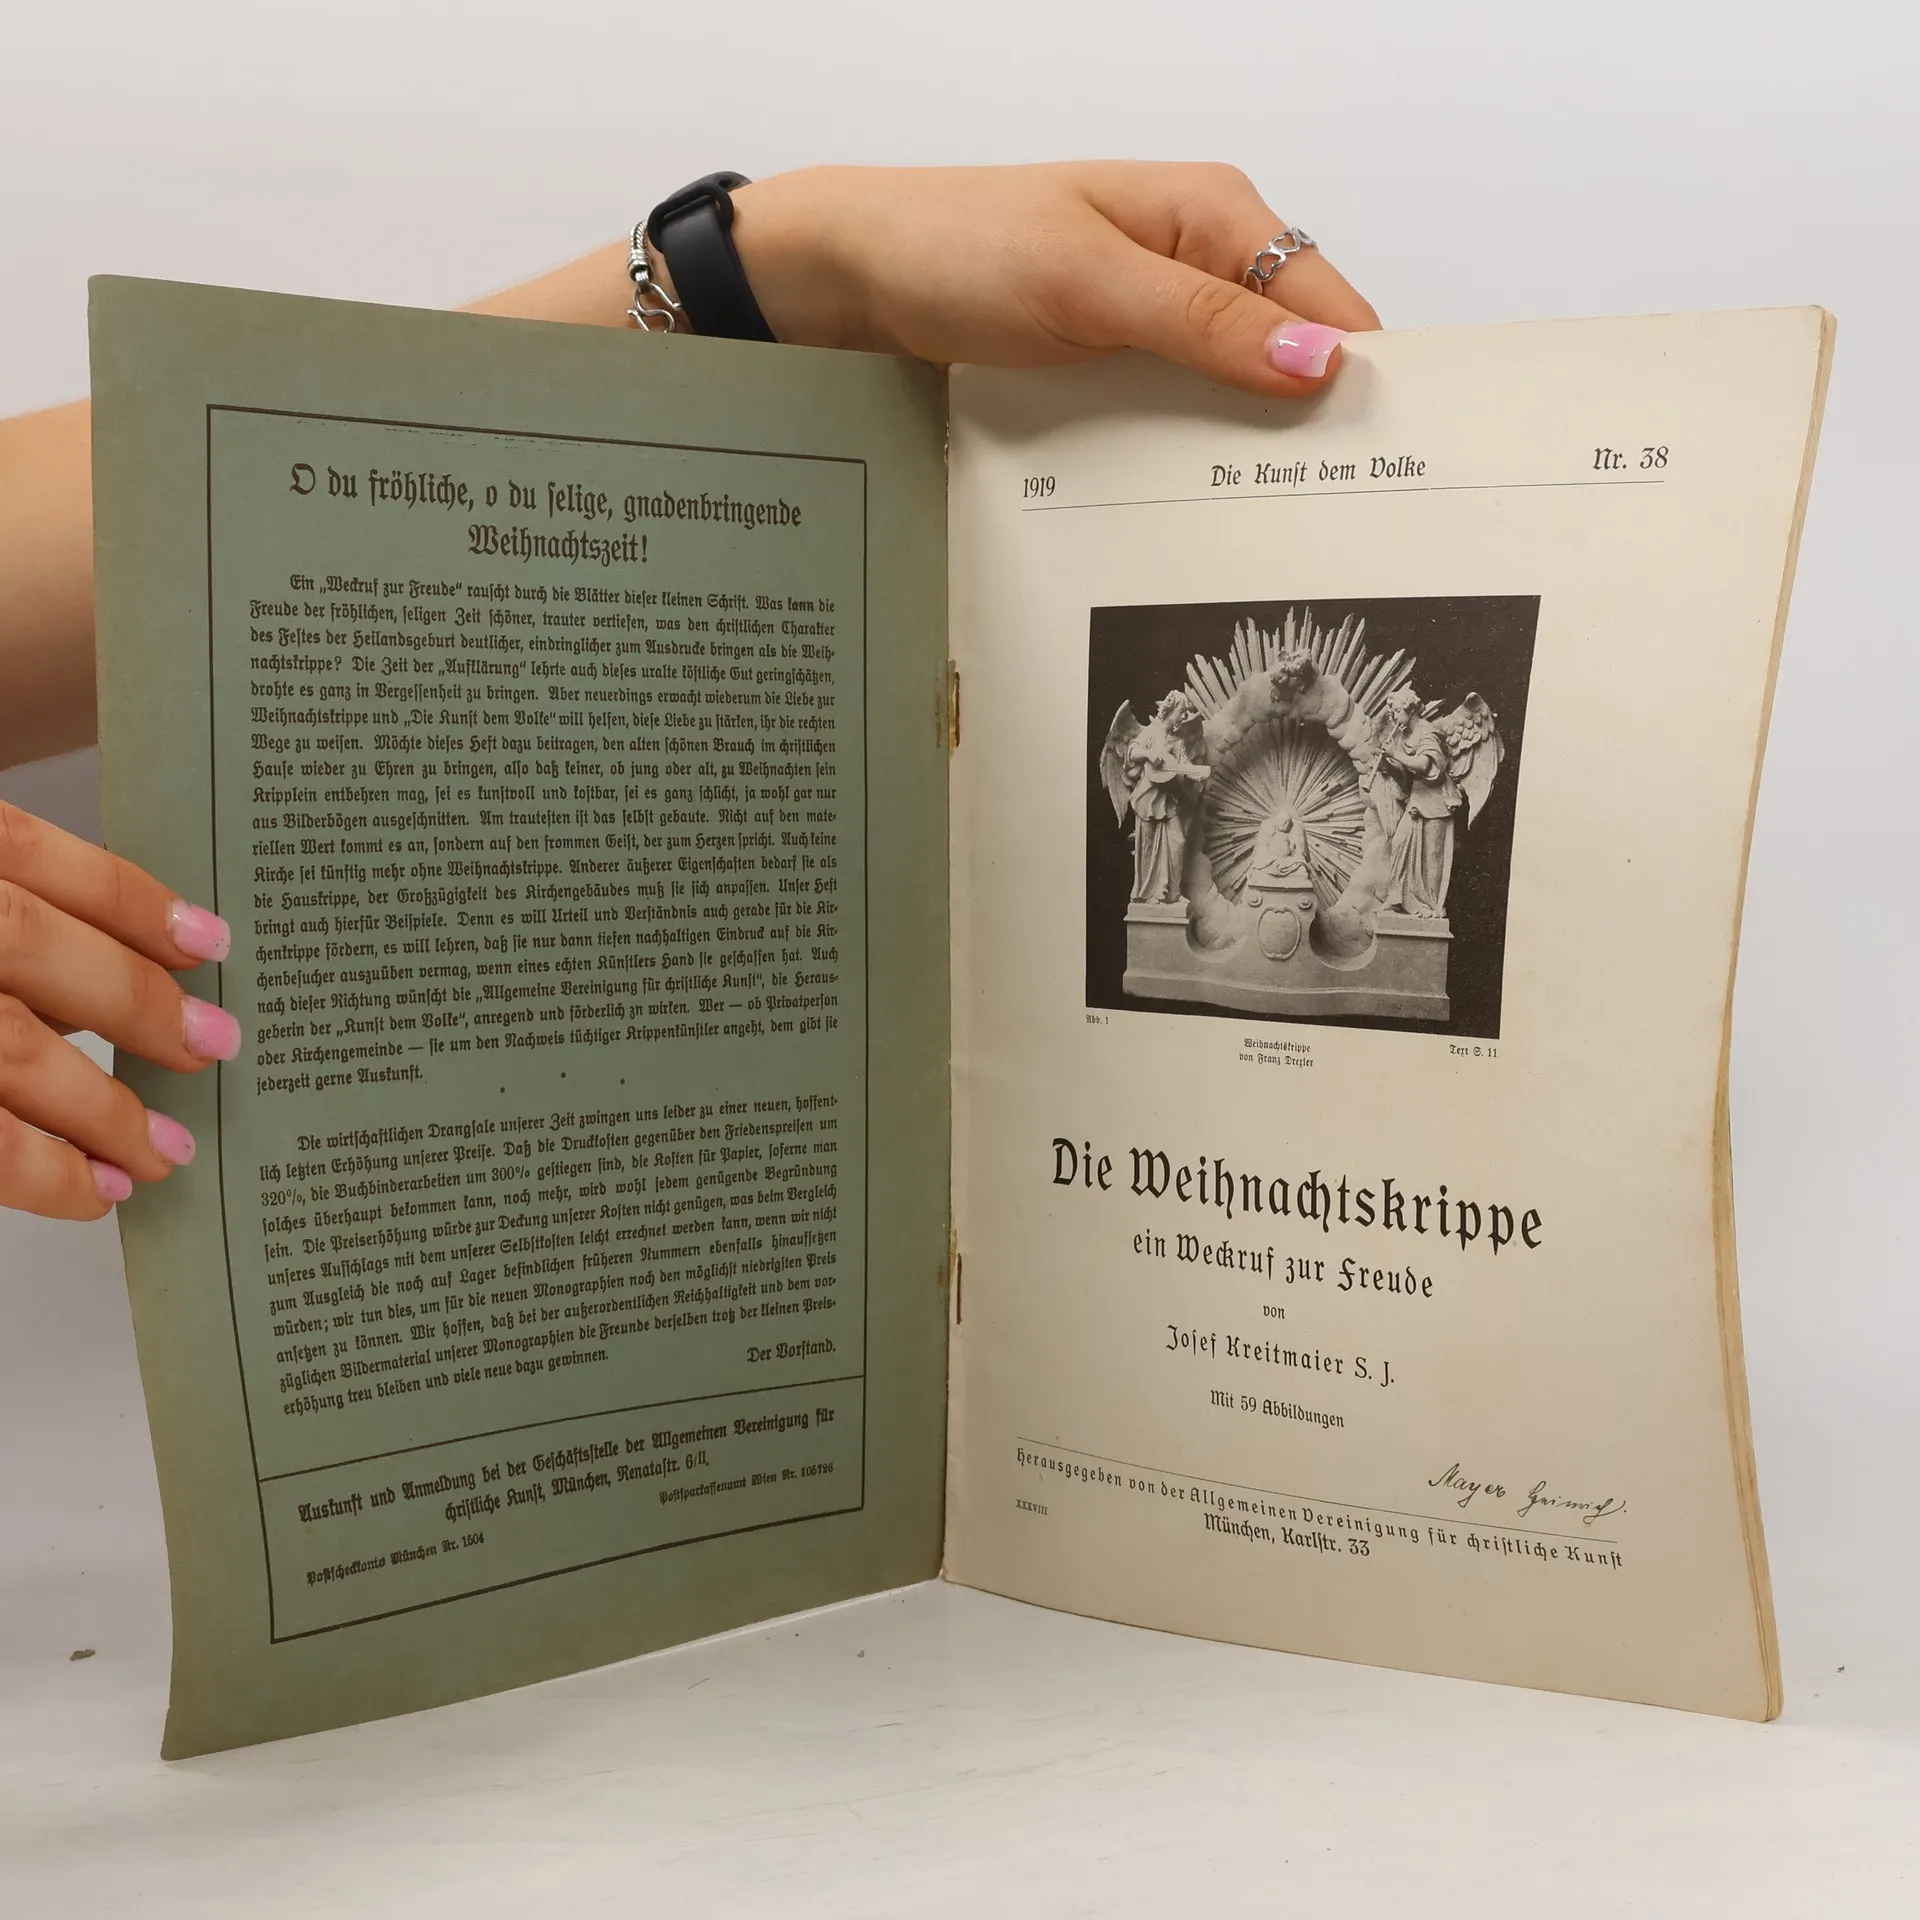 O du fröhliche, o du selige, gnadenbringende
Weihnachtszeit!
Ein „Weckruf zur Freude“ rauscht durch die Blätter dieser kleinen Schrift. Was kann die
Freude der fröhlichen, seligen Zeit schöner, trauter vertiefen, was den christlichen Charakter
des Festes der Heilandsgeburt deutlicher, eindringlicher zum Ausdrucke bringen als die Weih-
nachtskrippe? Die Zeit der „Aufklärung“ lehrte auch dieses uralte köstliche Gut geringschätzen,
drohte es ganz in Vergessenheit zu bringen. Aber neuerdings erwacht wiederum die Liebe zur
Weihnachtskrippe und „Die Kunst dem Volke“ will helfen, diese Liebe zu stärken, ihr die rechten
Wege zu weisen. Möchte dieses Heft dazu beitragen, den alten schönen Brauch im christlichen
Hause wieder zu Ehren zu bringen, also daß keiner, ob jung oder alt, zu Weihnachten sein
Kripplein entbehren mag, sei es kunstvoll und kostbar, sei es ganz schlicht, ja wohl gar nur
aus Bilderbögen ausgeschnitten. Am trautesten ist das selbst gebaute. Nicht auf den mate-
riellen Wert kommt es an, sondern auf den frommen Geist, der zum Herzen spricht. Auch keine
Kirche sei künftig mehr ohne Weihnachtskrippe. Anderer äußerer Eigenschaften bedarf sie als
die Hauskrippe, der Großzügigkeit des Kirchengebäudes muß sie sich anpassen. Unser Heft
bringt auch hierfür Beispiele. Denn es will Urteil und Verständnis auch gerade für die Kir-
chenkrippe fördern, es will lehren, daß sie nur dann tiefen nachhaltigen Eindruck auf die Kir-
chenbesucher auszuüben vermag, wenn eines echten Künstlers Hand sie geschaffen hat. Auch
nach dieser Richtung wünscht die „Allgemeine Vereinigung für christliche Kunst“, die Heraus-
geberin der „Kunst dem Volke“, anregend und förderlich zu wirken. Wer — ob Privatperson
oder Kirchengemeinde — sie um den Nachweis tüchtiger Krippenkünstler angeht, dem gibt sie
jederzeit gerne Auskunft.
Die wirtschaftlichen Drangsale unserer Zeit zwingen uns leider zu einer neuen, hoffent-
lich letzten Erhöhung unserer Preise. Daß die Druckkosten gegenüber den Friedenspreisen um
320%, die Buchbinderarbeiten um 300% gestiegen sind, die Kosten für Papier, soferne man
solches überhaupt bekommen kann, noch mehr, wird wohl jedem genügende Begründung
sein. Die Preiserhöhung würde zur Deckung unserer Kosten nicht genügen, was beim Vergleich
unseres Aufschlags mit dem unserer Selbstkosten leicht errechnet werden kann, wenn wir nicht
zum Ausgleich die noch auf Lager befindlichen früheren Nummern ebenfalls hinaufsetzen
würden; wir tun dies, um für die neuen Monographien noch den möglichst niedrigsten Preis
ansetzen zu können. Wir hoffen, daß bei der außerordentlichen Reichhaltigkeit und dem vor-
züglichen Bildermaterial unserer Monographien die Freunde derselben trotz der kleinen Preis-
erhöhung treu bleiben und viele neue dazu gewinnen.
Der Vorstand.
Auskunft und Anmeldung bei der Geschäftsstelle der Allgemeinen Vereinigung für
christliche Kunst, München, Renatastr. 6/II.
Postscheckkonto München Nr. 1504
Postsparkassenamt Wien Nr. 105726
1919
Die Kunst dem Volke
Nr. 38
Abb. 1
Weihnachtskrippe
von Franz Drexler
Text S. 11
Die Weihnachtskrippe
ein Weckruf zur Freude
von
Josef Kreitmaier S. J.
Mit 59 Abbildungen
Mayer Heinrich.
Herausgegeben von der Allgemeinen Vereinigung für christliche Kunst
München, Karlstr. 33
XXXVIII